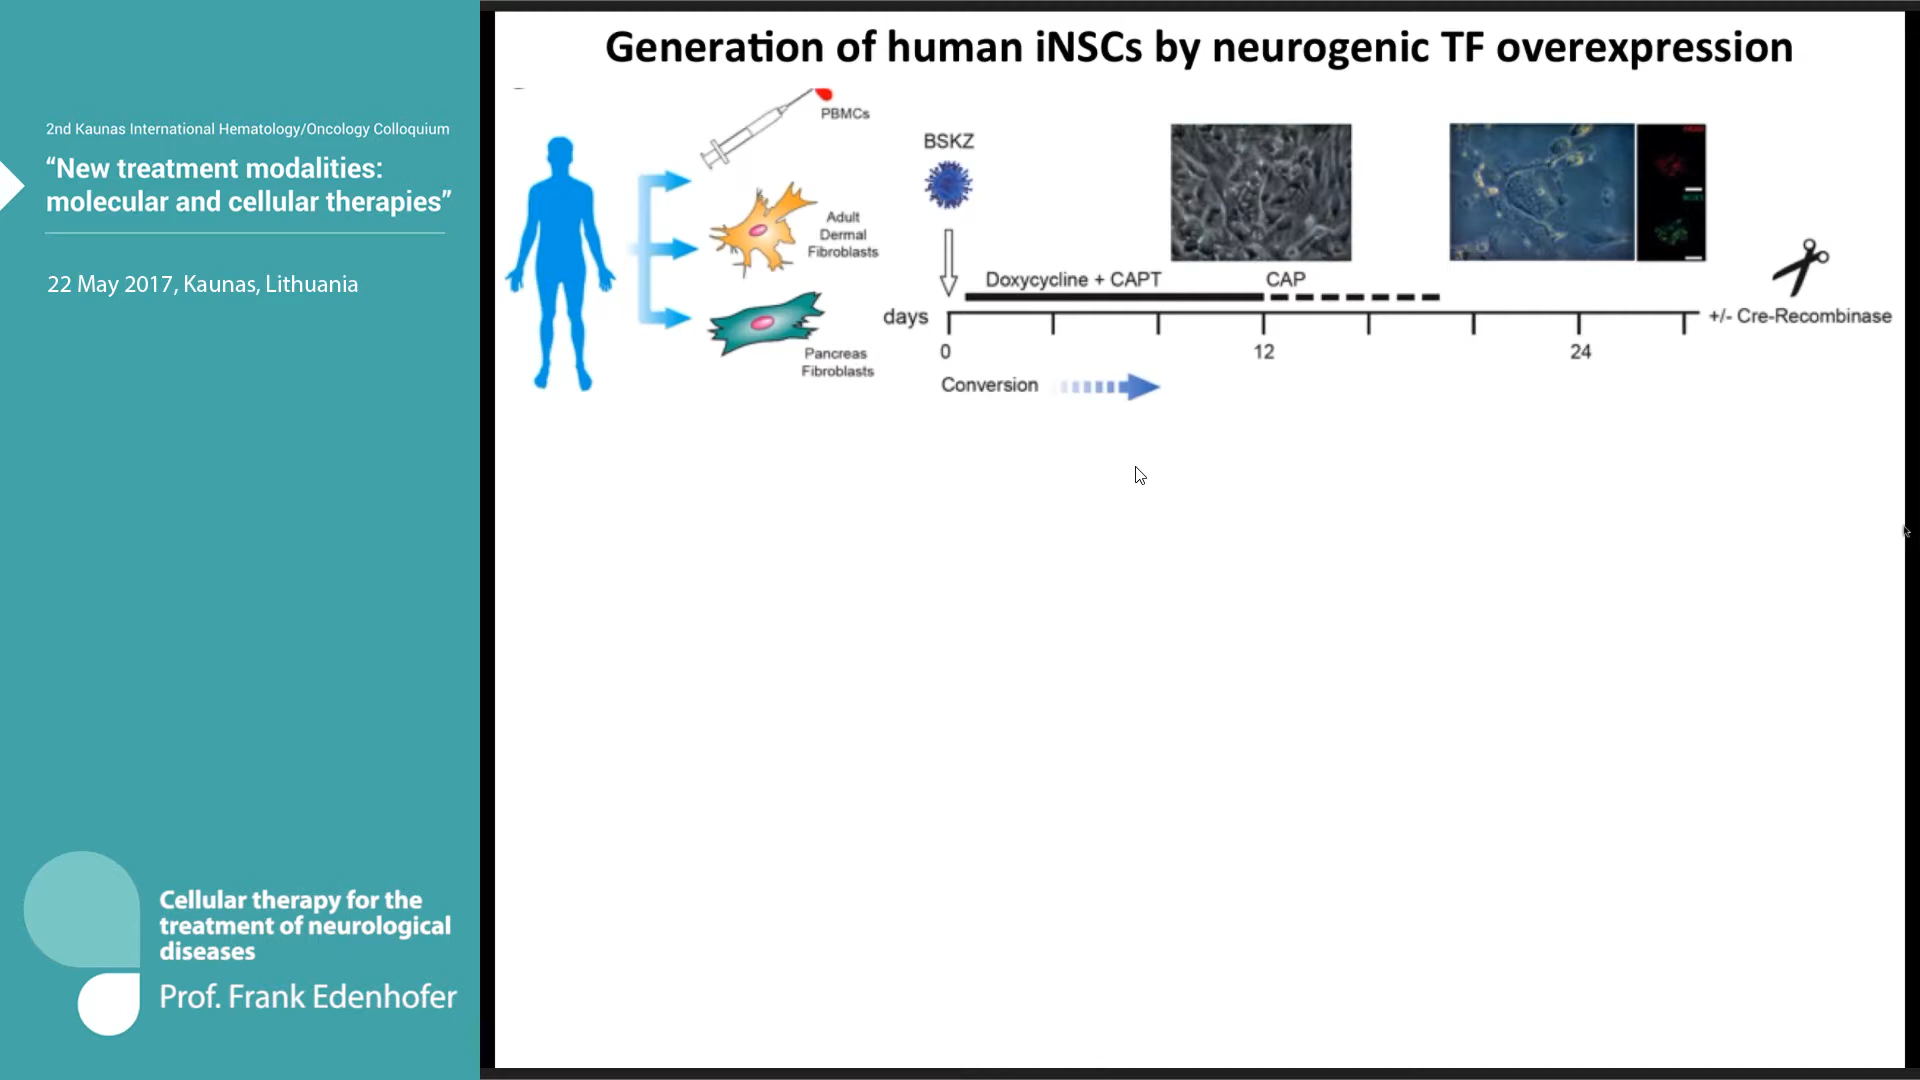 2nd Kaunas International Hematology/Oncology Colloquium
“New treatment modalities:
molecular and cellular therapies”
22 May 2017, Kaunas, Lithuania
Cellular therapy for the
treatment of neurological
diseases
Prof. Frank Edenhofer
Generation of human iNSCs by neurogenic TF overexpression
PBMCs
Adult
Dermal
Fibroblasts
Pancreas
Fibroblasts
BSKZ
Doxycycline + CAPT
CAP
days
0
12
24
+/- Cre-Recombinase
Conversion